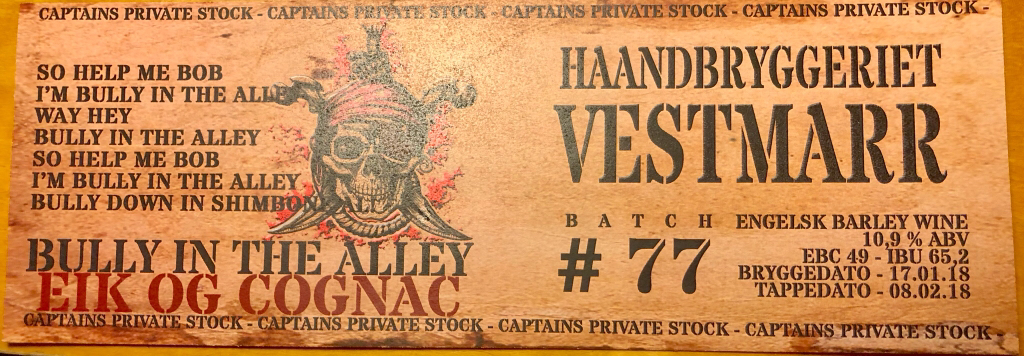 CAPTAINS PRIVATE STOCK - CAPTAINS PRIVATE STOCK - CAPTAINS PRIVATE STOCK - CAPTAINS PRIVATE STOCK -
SO HELP ME BOB
I'M BULLY IN THE ALLEY
WAY HEY
BULLY IN THE ALLEY
SO HELP ME BOB
I'M BULLY IN THE ALLEY
BULLY DOWN IN SHIMBONE ALL
BULLY IN THE ALLEY
EIK OG COGNAC
HAANDBRYGGERIET
VESTMARR
BATCH
# 77
ENGELSK BARLEY WINE
10,9 % ABV
EBC 49 - IBU 65,2
BRYGGEDATO - 17.01.18
TAPPEDATO - 08.02.18
CAPTAINS PRIVATE STOCK - CAPTAINS PRIVATE STOCK - CAPTAINS PRIVATE STOCK - CAPTAINS PRIVATE STOCK -